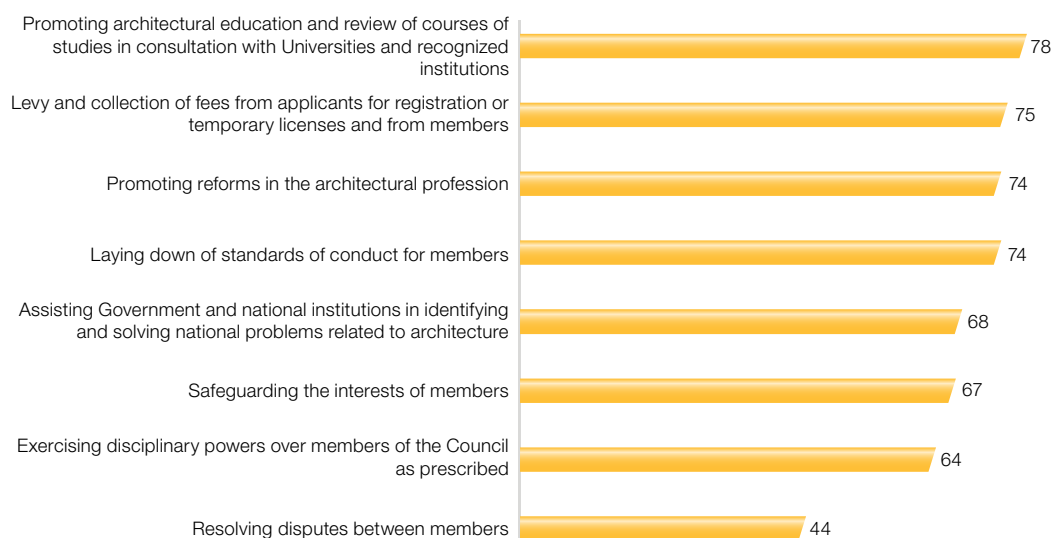 Promoting architectural education and review of courses of
studies in consultation with Universities and recognized
institutions
78
Levy and collection of fees from applicants for registration or
temporary licenses and from members
75
Promoting reforms in the architectural profession
74
Laying down of standards of conduct for members
74
Assisting Government and national institutions in identifying
and solving national problems related to architecture
68
Safeguarding the interests of members
67
Exercising disciplinary powers over members of the Council
as prescribed
64
Resolving disputes between members
44